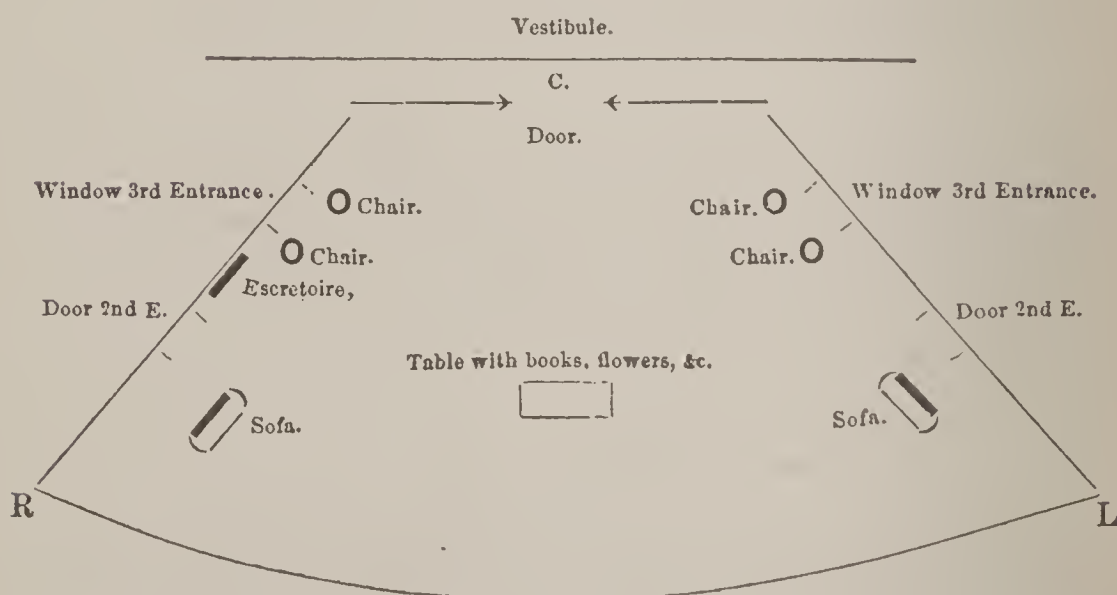 Vestibule.
C.
Door.
Window 3rd Entrance.
Chair.
Chair.
Window 3rd Entrance.
Chair.
Chair.
Escretoire,
Door 2nd E.
Door 2nd E.
Table with books, flowers, &c.
Sofa.
Sofa.
R
L